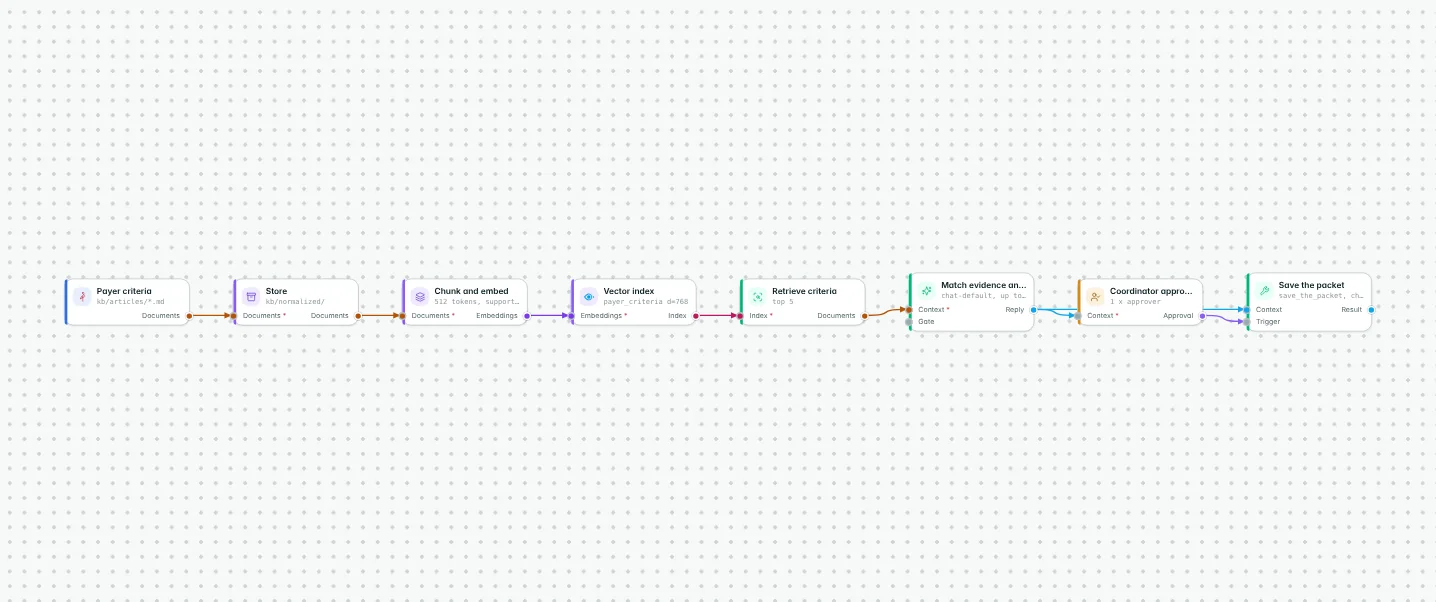 Payer criteria
kb/articles/*.md
Documents
Store
kb/normalized/
Documents *
Documents
Chunk and embed
512 tokens, support…
Documents *
Embeddings
Vector index
payer_criteria d=768
Embeddings *
Index
Retrieve criteria
top 5
Index *
Documents
Match evidence an…
chat-default, up to…
Context *
Reply
Gate
Coordinator appro…
1 x approver
Context *
Approval
Save the packet
save_the_packet, ch…
Context
Result
Trigger